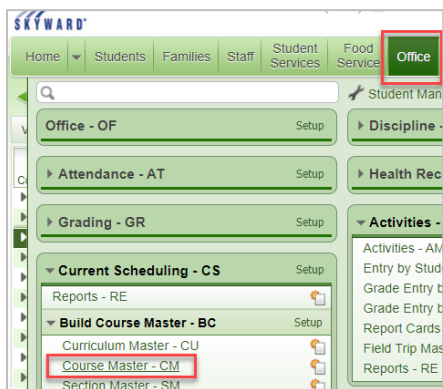 SKYWARD
Home Students Families Staff Student Services Food Service Office
Student Man
Office - OF Setup
Discipline -
Attendance - AT Setup
Health Rec
Grading - GR Setup
Activities -
Activities - AM
Entry by Stud
Current Scheduling - CS Setup
Grade Entry b
Reports - RE
Grade Entry b
Build Course Master - BC Setup
Report Cards
Curriculum Master - CU
Field Trip Mas
Course Master - CM
Reports - RE
Section Master - SM